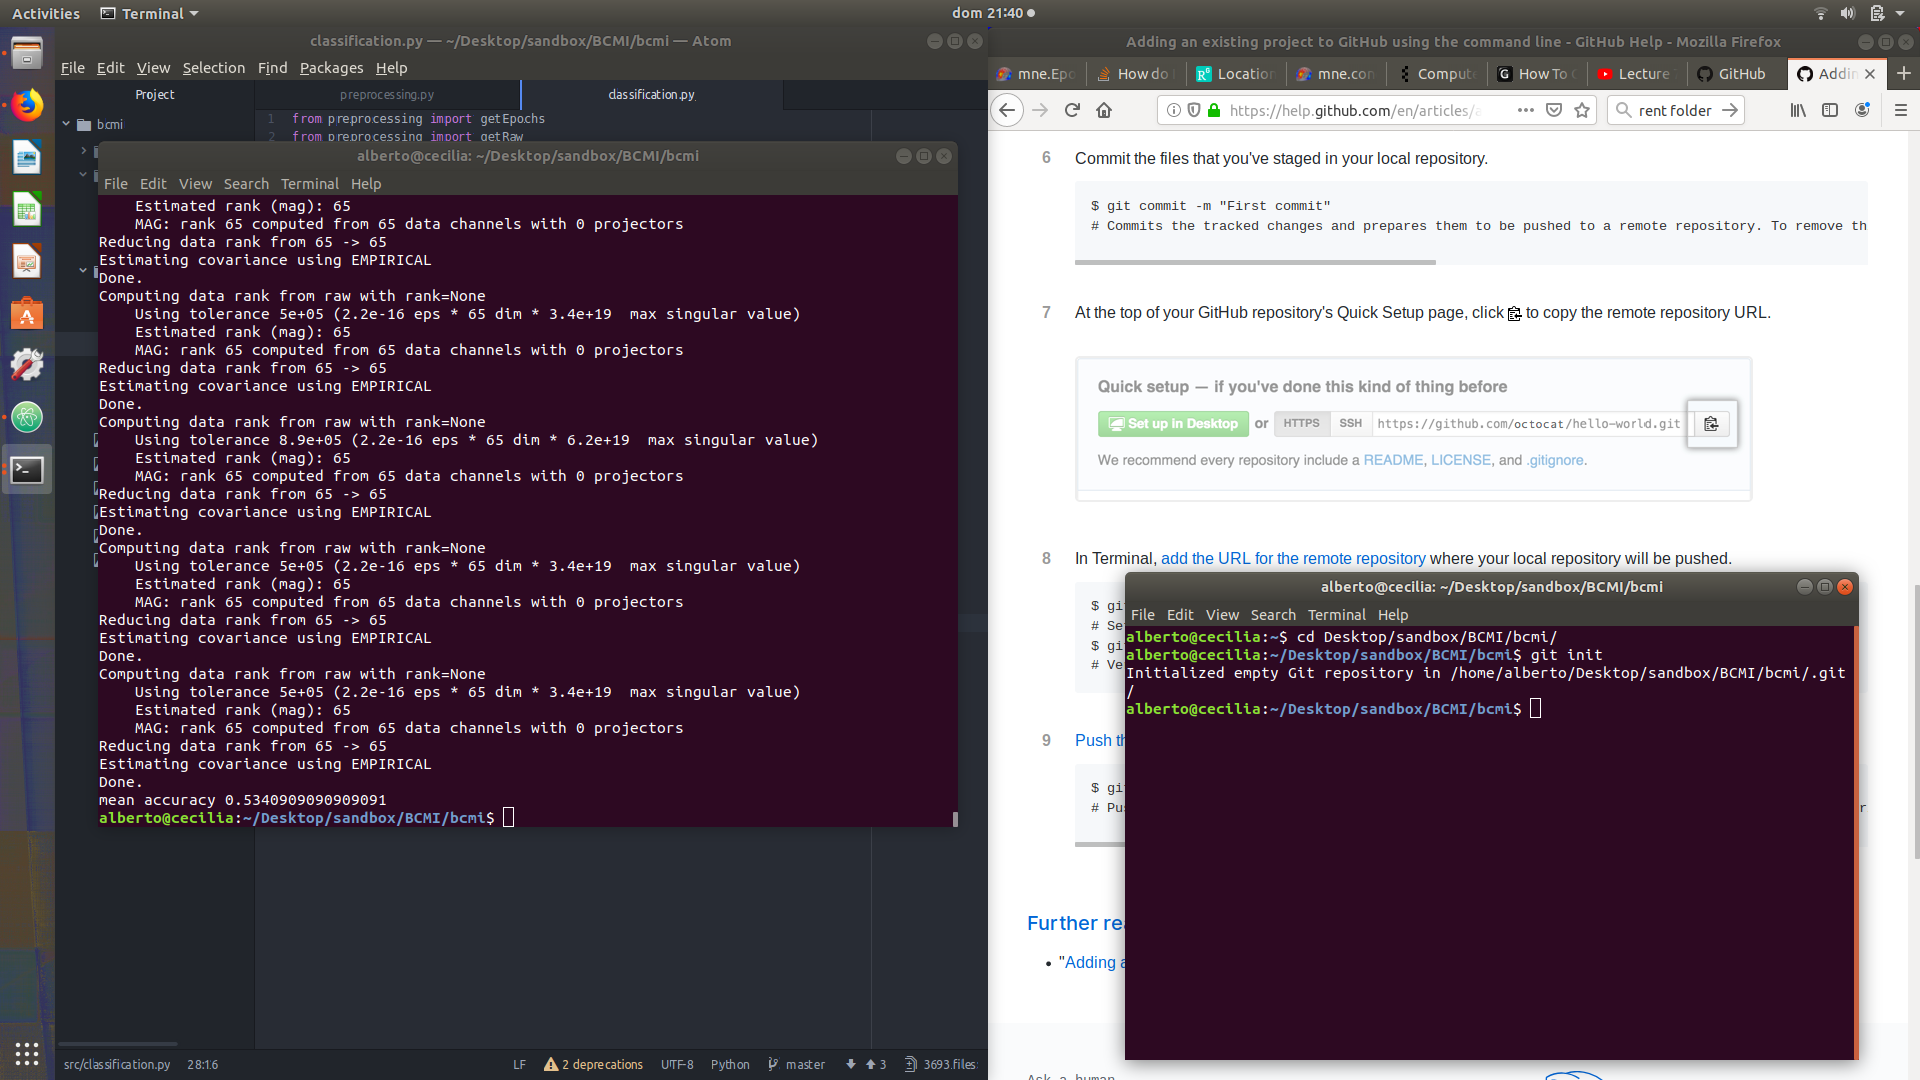 Activities
Terminal
dom 21:40
classification.py — ~/Desktop/sandbox/BCMI/bcmi — Atom
File Edit View Selection Find Packages Help
Project
preprocessing.py
classification.py
bcmi
1 from preprocessing import getEpochs
2 from preprocessing import getRaw
alberto@cecilia: ~/Desktop/sandbox/BCMI/bcmi
File Edit View Search Terminal Help
Estimated rank (mag): 65
MAG: rank 65 computed from 65 data channels with 0 projectors
Reducing data rank from 65 -> 65
Estimating covariance using EMPIRICAL
Done.
Computing data rank from raw with rank=None
Using tolerance 5e+05 (2.2e-16 eps * 65 dim * 3.4e+19  max singular value)
Estimated rank (mag): 65
MAG: rank 65 computed from 65 data channels with 0 projectors
Reducing data rank from 65 -> 65
Estimating covariance using EMPIRICAL
Done.
Computing data rank from raw with rank=None
Using tolerance 8.9e+05 (2.2e-16 eps * 65 dim * 6.2e+19  max singular value)
Estimated rank (mag): 65
MAG: rank 65 computed from 65 data channels with 0 projectors
Reducing data rank from 65 -> 65
Estimating covariance using EMPIRICAL
Done.
Computing data rank from raw with rank=None
Using tolerance 5e+05 (2.2e-16 eps * 65 dim * 3.4e+19  max singular value)
Estimated rank (mag): 65
MAG: rank 65 computed from 65 data channels with 0 projectors
Reducing data rank from 65 -> 65
Estimating covariance using EMPIRICAL
Done.
Computing data rank from raw with rank=None
Using tolerance 5e+05 (2.2e-16 eps * 65 dim * 3.4e+19  max singular value)
Estimated rank (mag): 65
MAG: rank 65 computed from 65 data channels with 0 projectors
Reducing data rank from 65 -> 65
Estimating covariance using EMPIRICAL
Done.
mean accuracy 0.5340909090909091
alberto@cecilia:~/Desktop/sandbox/BCMI/bcmi$
src/classification.py 28:16 LF 2 deprecations UTF-8 Python master 3 3693 files
Adding an existing project to GitHub using the command line - GitHub Help - Mozilla Firefox
mne.Epo How do Location mne.con Compute How To Lecture GitHub Addin
https://help.github.com/en/articles/a
rent folder
6 Commit the files that you've staged in your local repository.
$ git commit -m "First commit"
# Commits the tracked changes and prepares them to be pushed to a remote repository. To remove th
7 At the top of your GitHub repository's Quick Setup page, click to copy the remote repository URL.
Quick setup — if you've done this kind of thing before
Set up in Desktop or HTTPS SSH https://github.com/octocat/hello-world.git
We recommend every repository include a README, LICENSE, and .gitignore.
8 In Terminal, add the URL for the remote repository where your local repository will be pushed.
$ gi
# Se
$ gi
# Ve
9 Push th
$ gi
# Pu
Further re
• "Adding a
alberto@cecilia: ~/Desktop/sandbox/BCMI/bcmi
File Edit View Search Terminal Help
alberto@cecilia:~$ cd Desktop/sandbox/BCMI/bcmi/
alberto@cecilia:~/Desktop/sandbox/BCMI/bcmi$ git init
Initialized empty Git repository in /home/alberto/Desktop/sandbox/BCMI/bcmi/.git
/
alberto@cecilia:~/Desktop/sandbox/BCMI/bcmi$